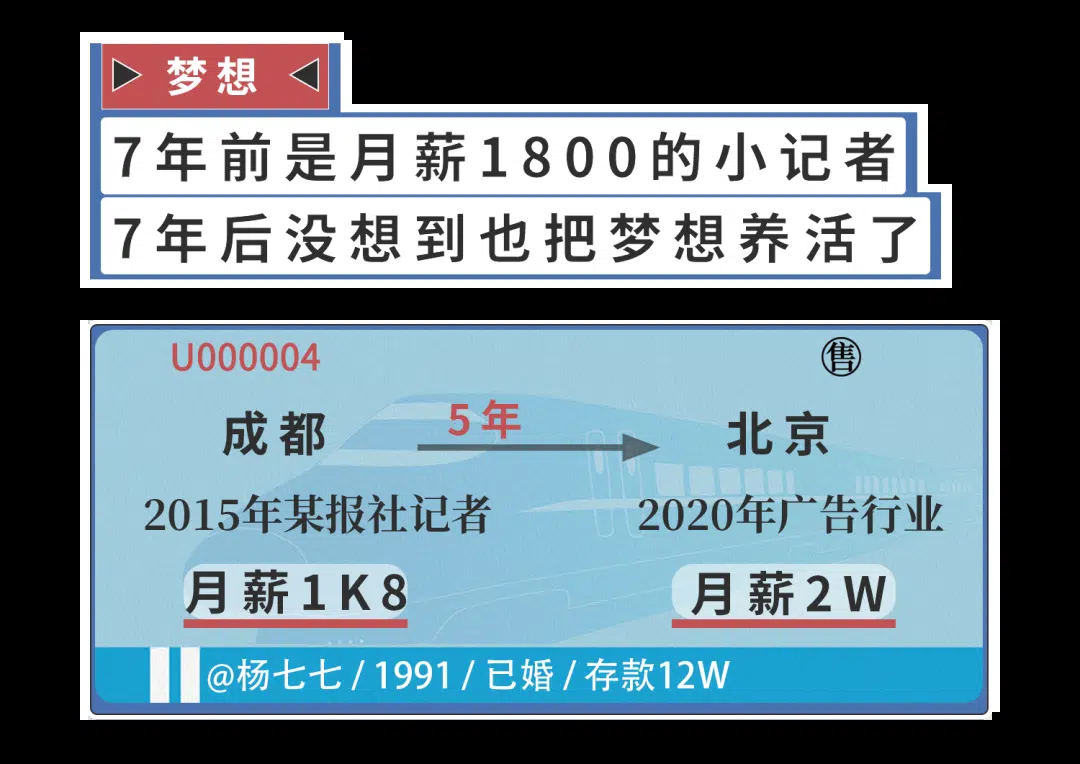 梦想
7年前是月薪1800的小记者
7年后没想到也把梦想养活了
U000004 售
成都 5年 北京
2015年某报社记者 2020年广告行业
月薪1K8 月薪2W
@杨七七 / 1991 / 已婚 / 存款12W